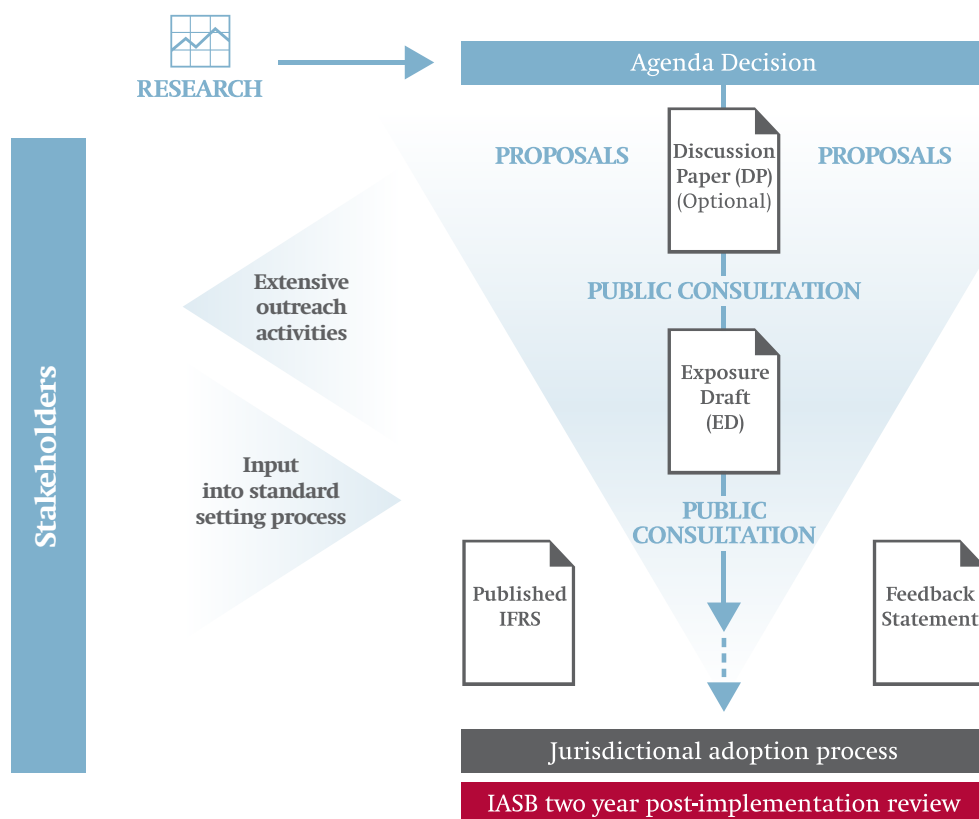 RESEARCH
Agenda Decision
PROPOSALS
Discussion
Paper (DP)
(Optional)
PROPOSALS
PUBLIC CONSULTATION
Exposure
Draft
(ED)
PUBLIC
CONSULTATION
Stakeholders
Extensive
outreach
activities
Input
into standard
setting process
Published
IFRS
Feedback
Statement
Jurisdictional adoption process
IASB two year post-implementation review